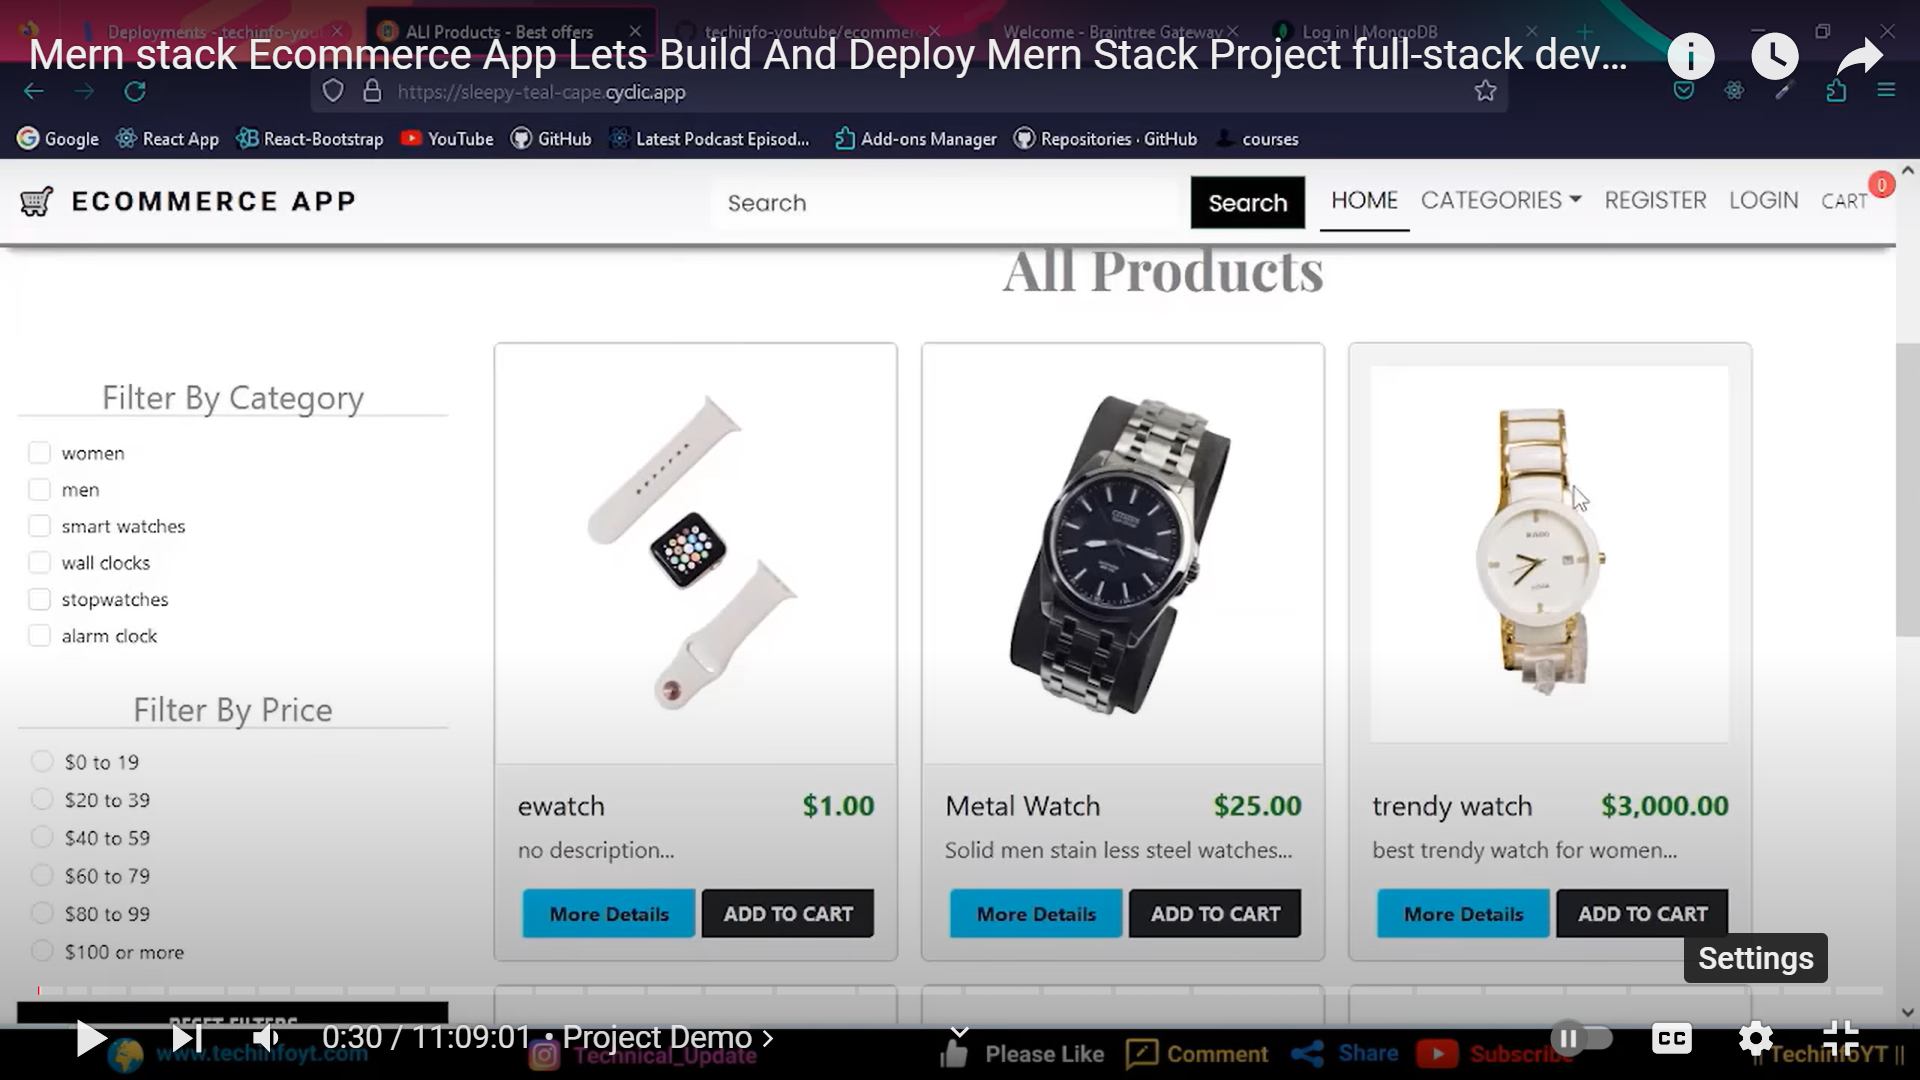 Deployments - techinfo-you
ALl Products - Best offers
techinfo-youtube/ecommerc
Welcome - Braintree Gateway
Log in | MongoDB
Mern stack Ecommerce App Lets Build And Deploy Mern Stack Project full-stack dev...
https://sleepy-teal-cape.cyclic.app
Google
React App
React-Bootstrap
YouTube
GitHub
Latest Podcast Episod...
Add-ons Manager
Repositories · GitHub
courses
ECOMMERCE APP
Search
Search
HOME
CATEGORIES
REGISTER
LOGIN
CART
0
All Products
Filter By Category
women
men
smart watches
wall clocks
stopwatches
alarm clock
Filter By Price
$0 to 19
$20 to 39
$40 to 59
$60 to 79
$80 to 99
$100 or more
RESET FILTERS
CITIZEN
RADO
ewatch $1.00
no description...
More Details ADD TO CART
Metal Watch $25.00
Solid men stain less steel watches...
More Details ADD TO CART
trendy watch $3,000.00
best trendy watch for women...
More Details ADD TO CART
Settings
0:30 / 11:09:01 • Project Demo ›
CC
www.techinfoyt.com
Technical_Update
Please Like
Comment
Share
Subscribe
|| TechinfoYT ||